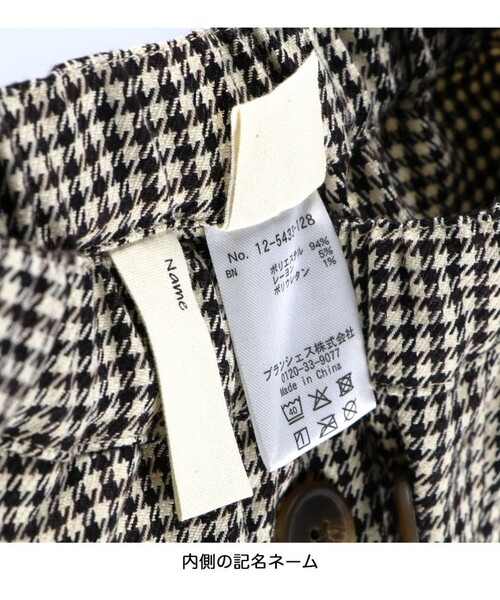 Name
No. 12-5433-128
BN
ポリエステル 94%
レーヨン 5%
ポリウレタン 1%
ブランシェス株式会社
0120-33-9077
Made in China
40
内側の記名ネーム